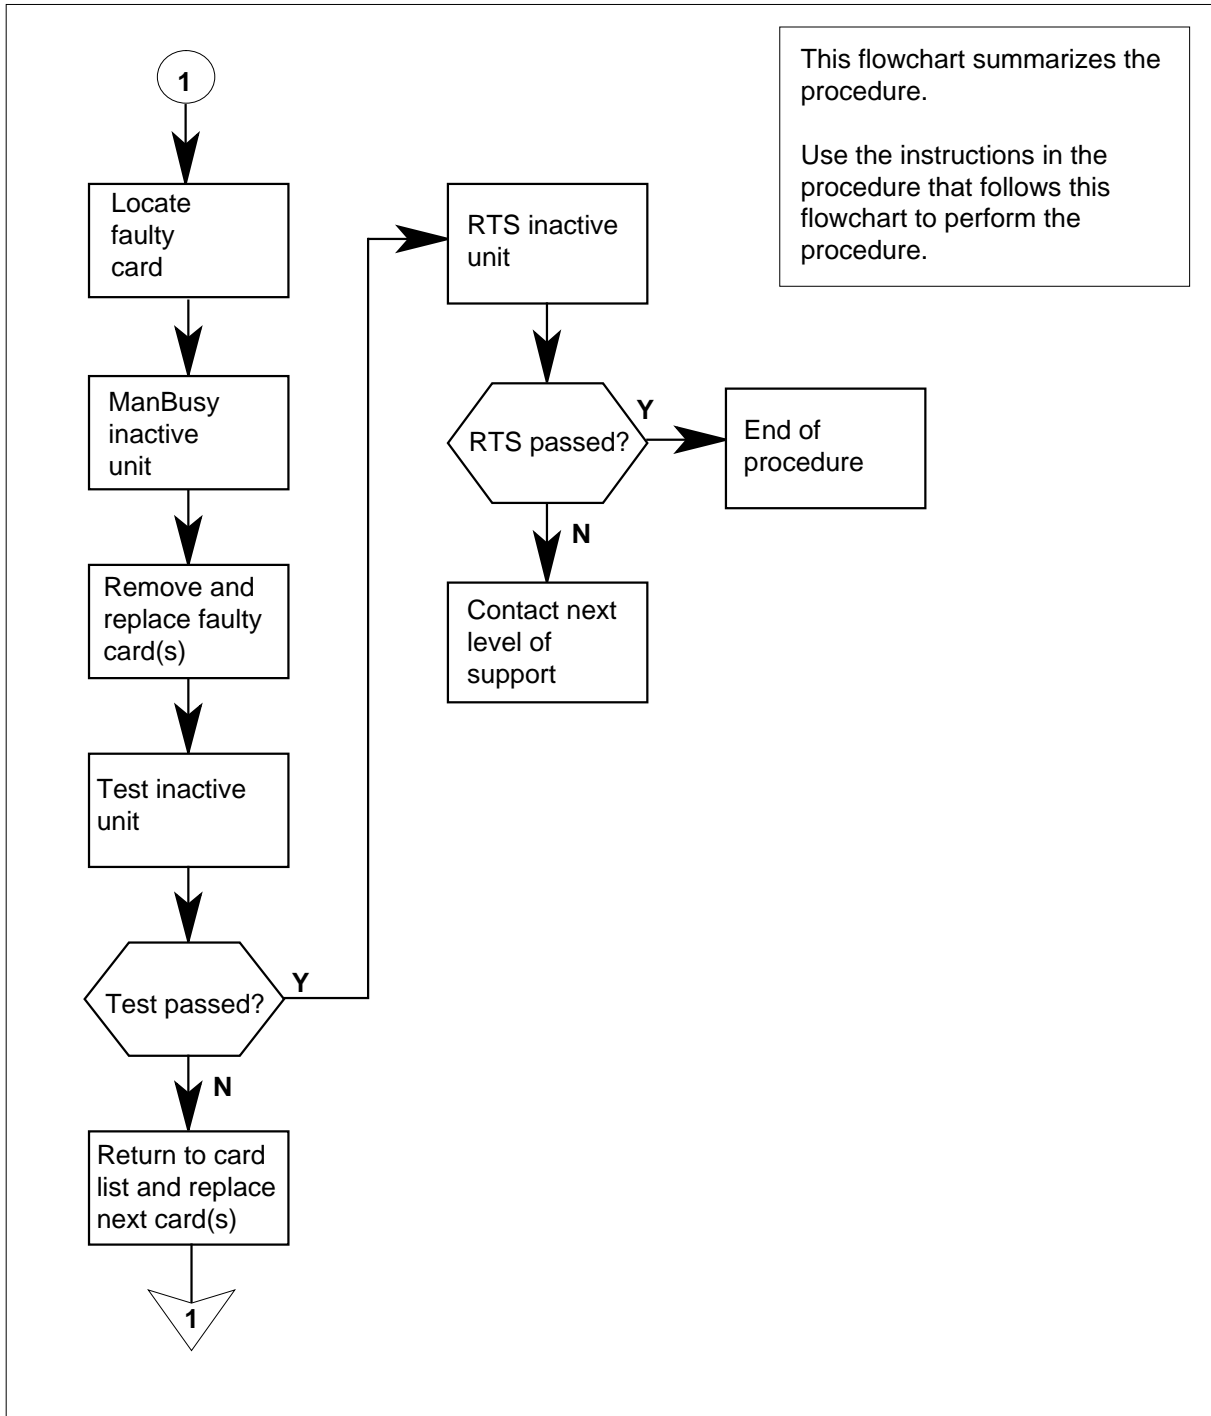 1
Locate
faulty
card
ManBusy
inactive
unit
Remove and
replace faulty
card(s)
Test inactive
unit
Test passed?
Y
N
Return to card
list and replace
next card(s)
1
RTS inactive
unit
RTS passed?
Y
N
End of
procedure
Contact next
level of
support
This flowchart summarizes the
procedure.
Use the instructions in the
procedure that follows this
flowchart to perform the
procedure.